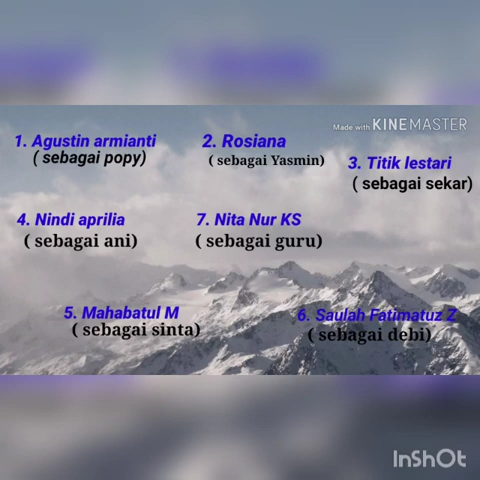 Made with KINEMASTER
1. Agustin armianti
( sebagai popy)
2. Rosiana
( sebagai Yasmin)
3. Titik lestari
( sebagai sekar)
4. Nindi aprilia
( sebagai ani)
7. Nita Nur KS
( sebagai guru)
5. Mahabatul M
( sebagai sinta)
6. Saulah Fatimatuz Z
( sebagai debi)
InShOt